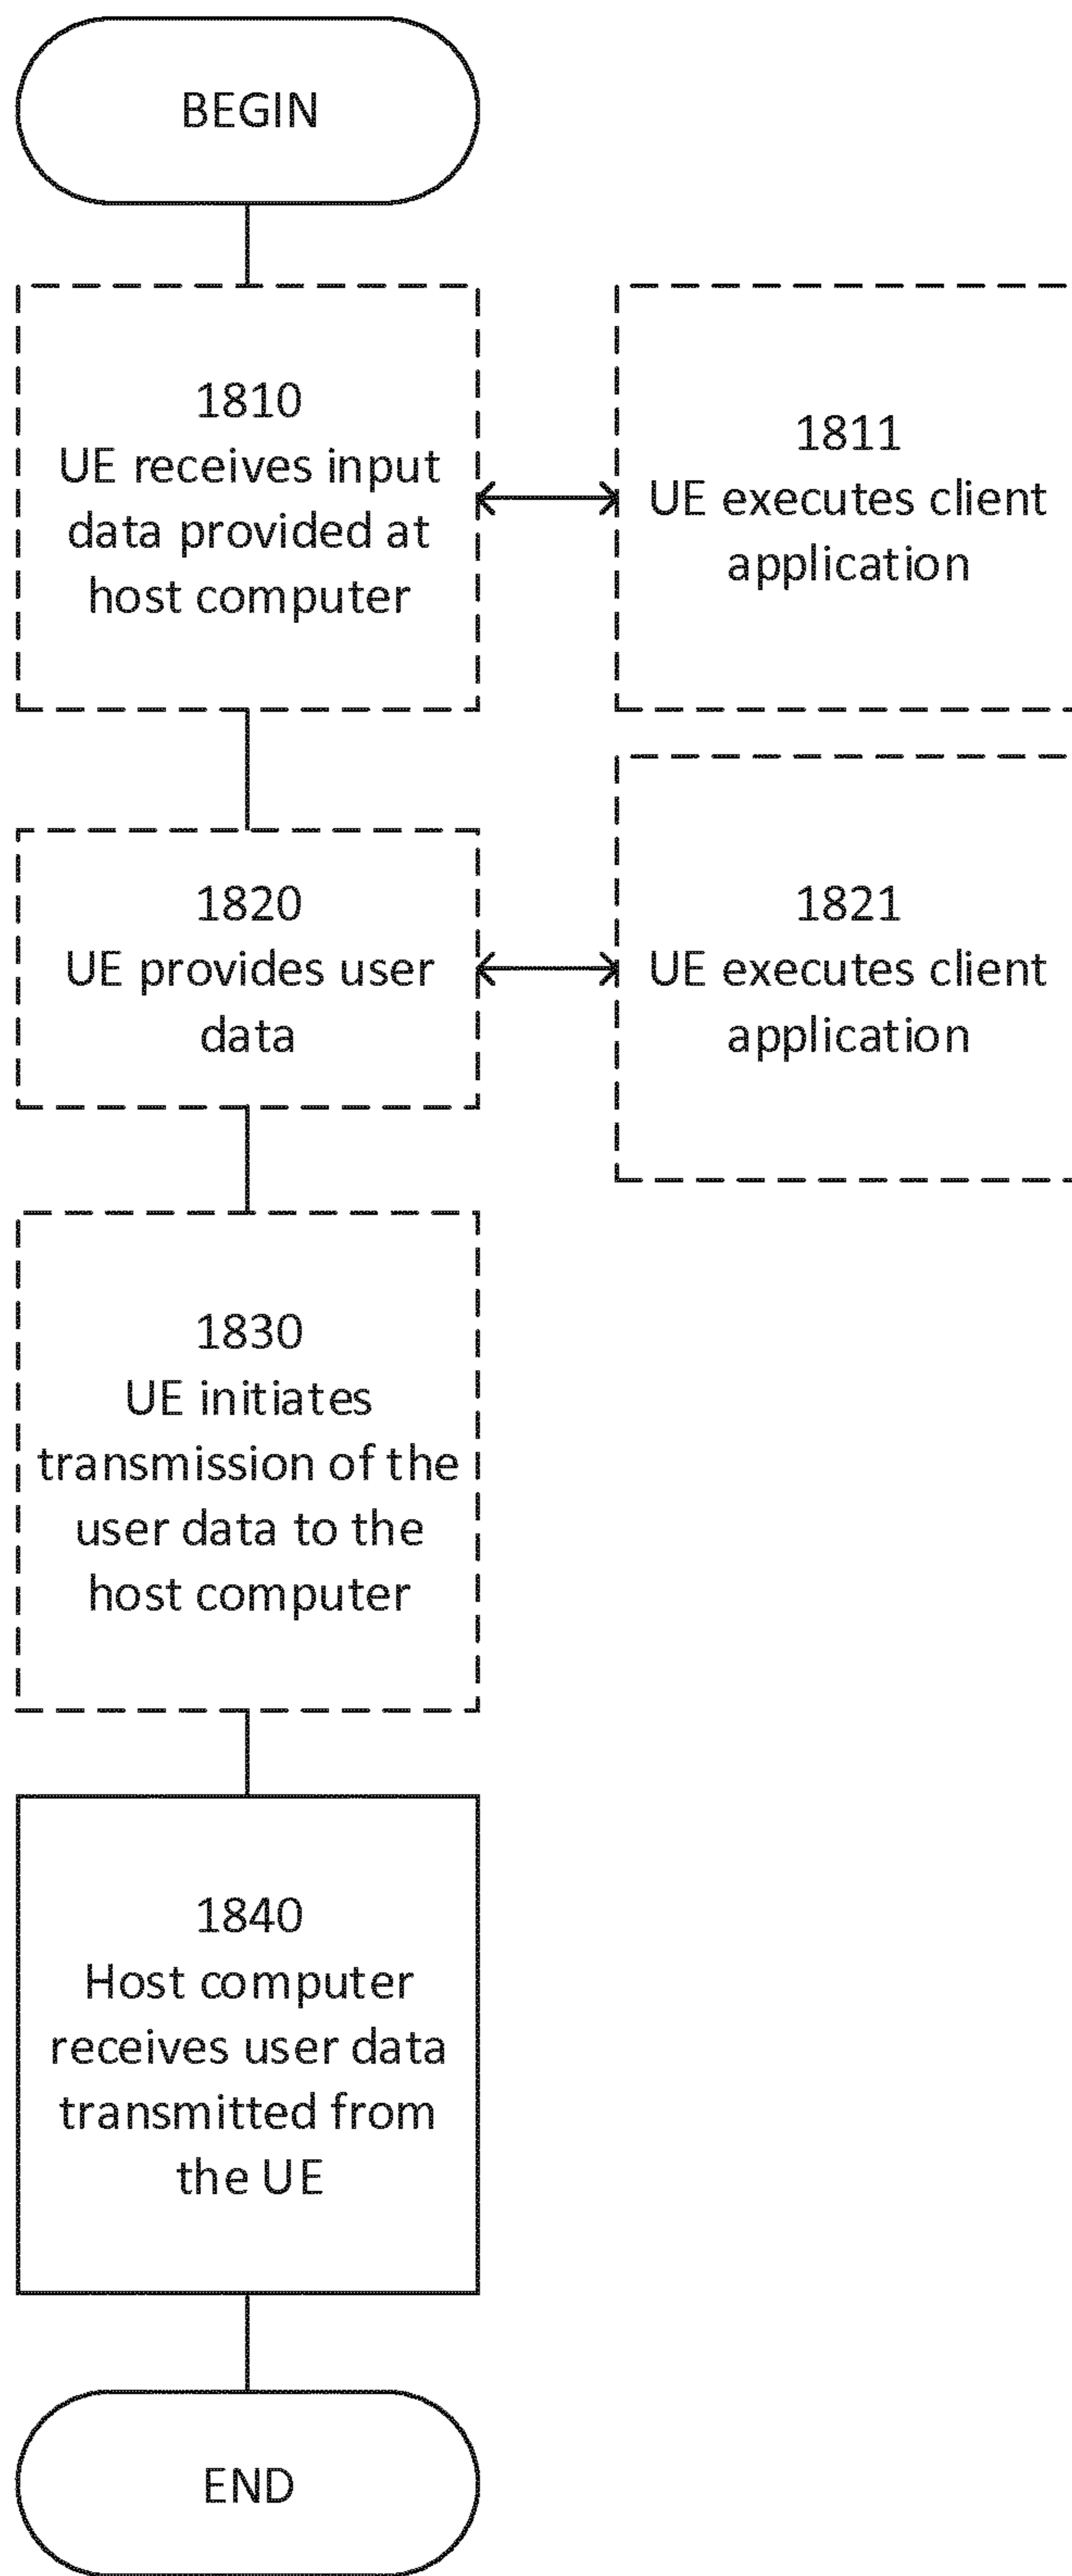 BEGIN
1810
UE receives input
data provided at
host computer
1811
UE executes client
application
1820
UE provides user
data
1821
UE executes client
application
1830
UE initiates
transmission of the
user data to the
host computer
1840
Host computer
receives user data
transmitted from
the UE
END